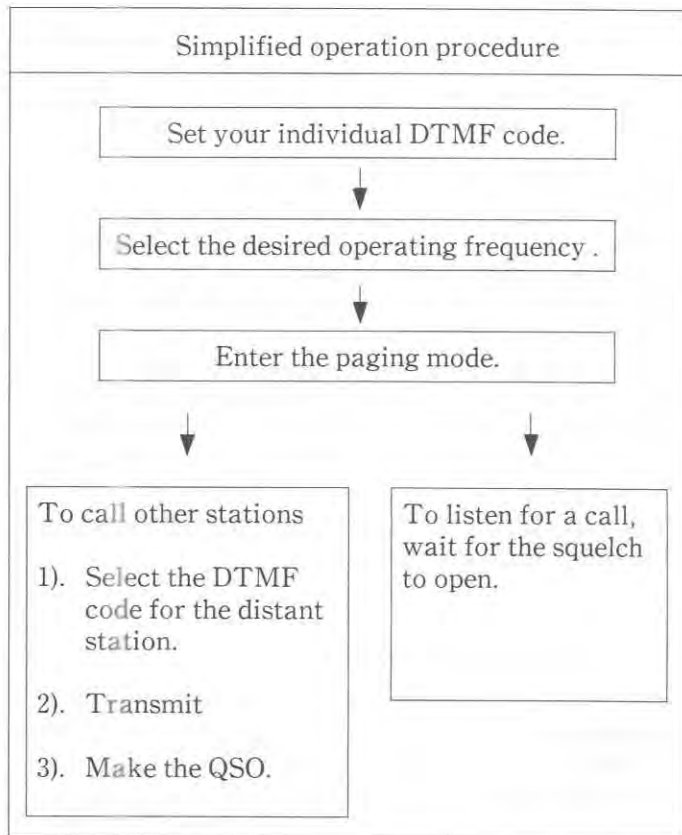 Simplified operation procedure
Set your individual DTMF code.
Select the desired operating frequency .
Enter the paging mode.
To call other stations
1). Select the DTMF
code for the distant
station.
2). Transmit
3). Make the QSO.
To listen for a call,
wait for the squelch
to open.